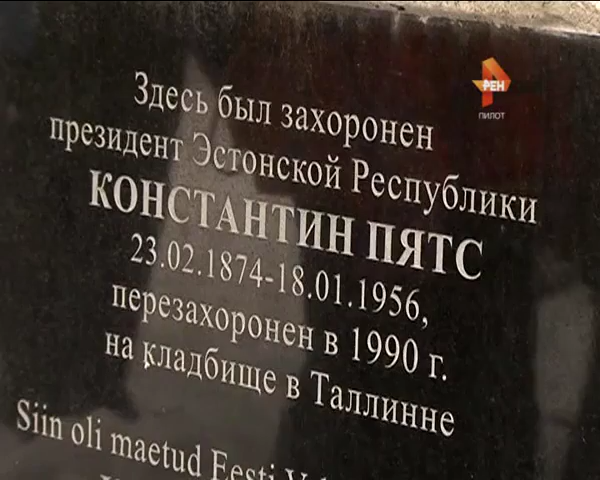 РЕН
ПИЛОТ
Здесь был захоронен
президент Эстонской Республики
КОНСТАНТИН ПЯТС
23.02.1874-18.01.1956,
перезахоронен в 1990 г.
на кладбище в Таллинне
Siin oli maetud Eesti